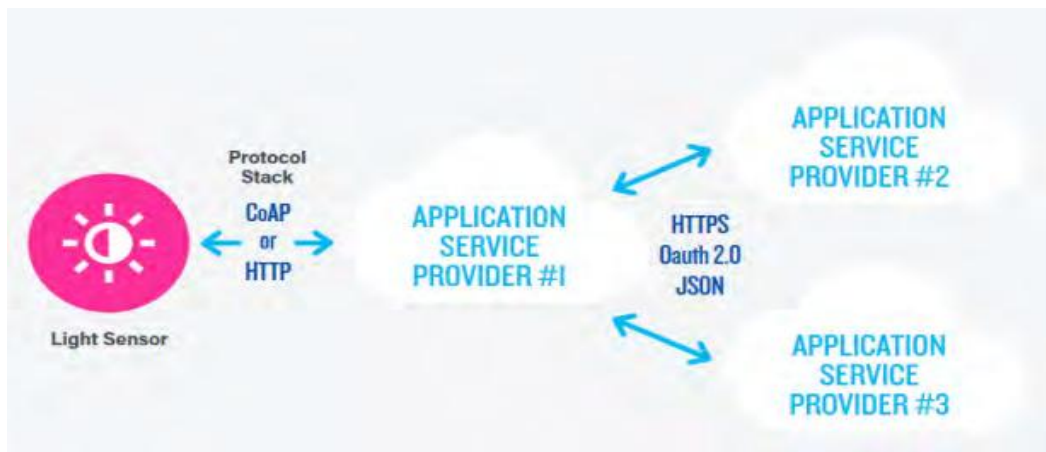 Protocol
Stack
CoAP
or
HTTP
Light Sensor
APPLICATION
SERVICE
PROVIDER #1
HTTPS
Oauth 2.0
JSON
APPLICATION
SERVICE
PROVIDER #2
APPLICATION
SERVICE
PROVIDER #3